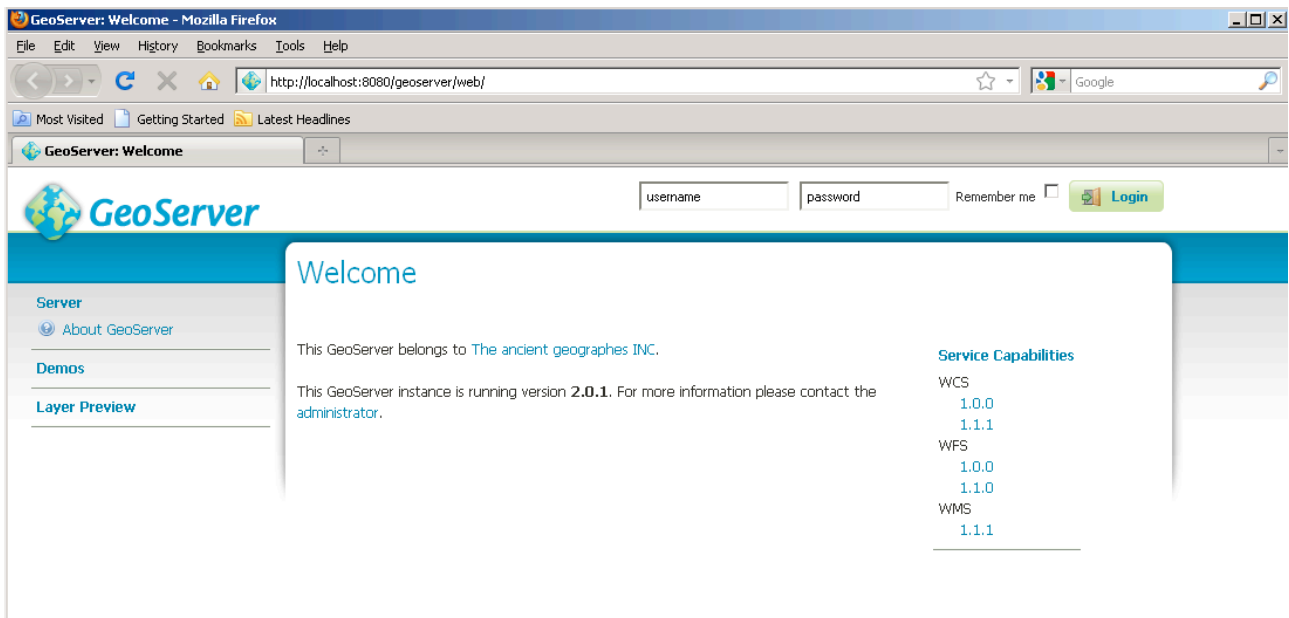 GeoServer: Welcome - Mozilla Firefox
File Edit View History Bookmarks Tools Help
http://localhost:8080/geoserver/web/
Google
Most Visited Getting Started Latest Headlines
GeoServer: Welcome
GeoServer
username
password
Remember me
Login
Welcome
Server
About GeoServer
Demos
Layer Preview
This GeoServer belongs to The ancient geographes INC.
This GeoServer instance is running version 2.0.1. For more information please contact the
administrator.
Service Capabilities
WCS
1.0.0
1.1.1
WFS
1.0.0
1.1.0
WMS
1.1.1